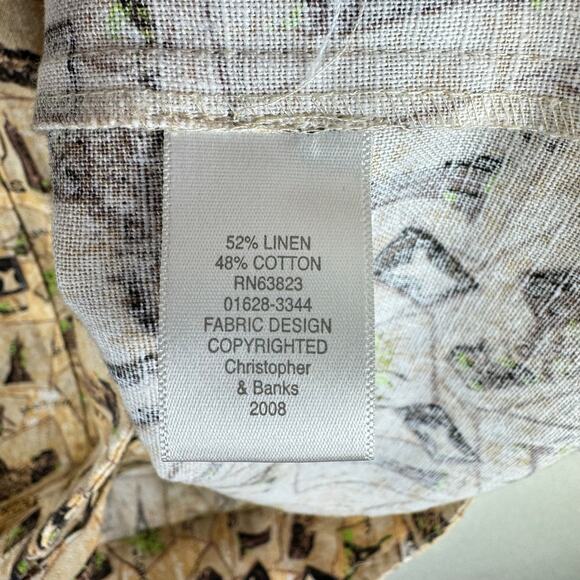 52% LINEN
48% COTTON
RN63823
01628-3344
FABRIC DESIGN
COPYRIGHTED
Christopher
& Banks
2008